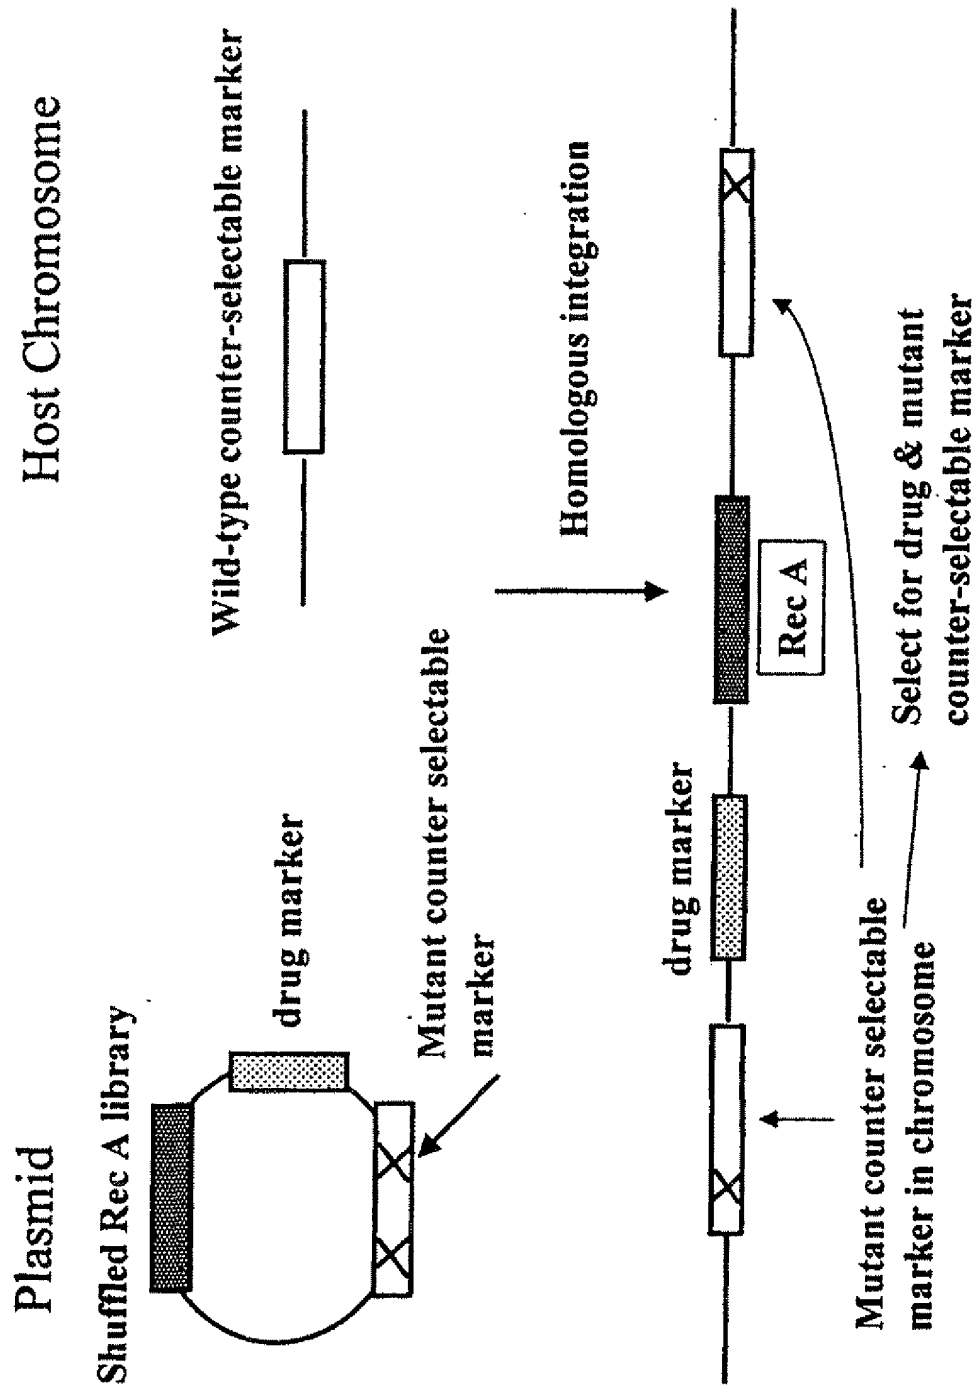 Plasmid
Host Chromosome
Shuffled Rec A library
Wild-type counter-selectable marker
drug marker
Mutant counter selectable
marker
Homologous integration
drug marker
Rec A
Mutant counter selectable
marker in chromosome
Select for drug & mutant
counter-selectable marker